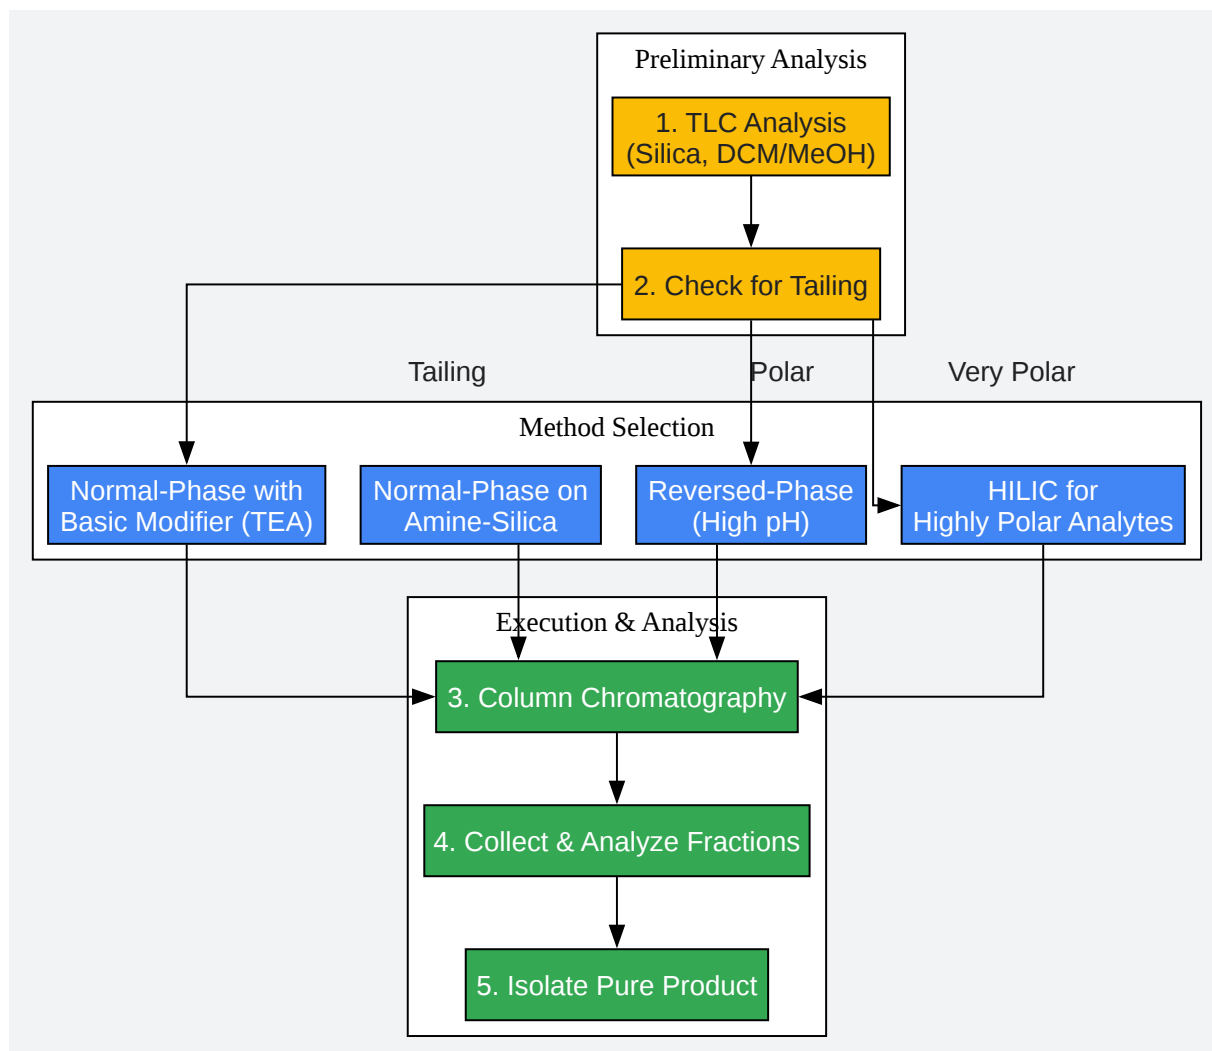 Preliminary Analysis
1. TLC Analysis
(Silica, DCM/MeOH)
2. Check for Tailing
Tailing
Polar
Very Polar
Method Selection
Normal-Phase with
Basic Modifier (TEA)
Normal-Phase on
Amine-Silica
Reversed-Phase
(High pH)
HILIC for
Highly Polar Analytes
Execution & Analysis
3. Column Chromatography
4. Collect & Analyze Fractions
5. Isolate Pure Product